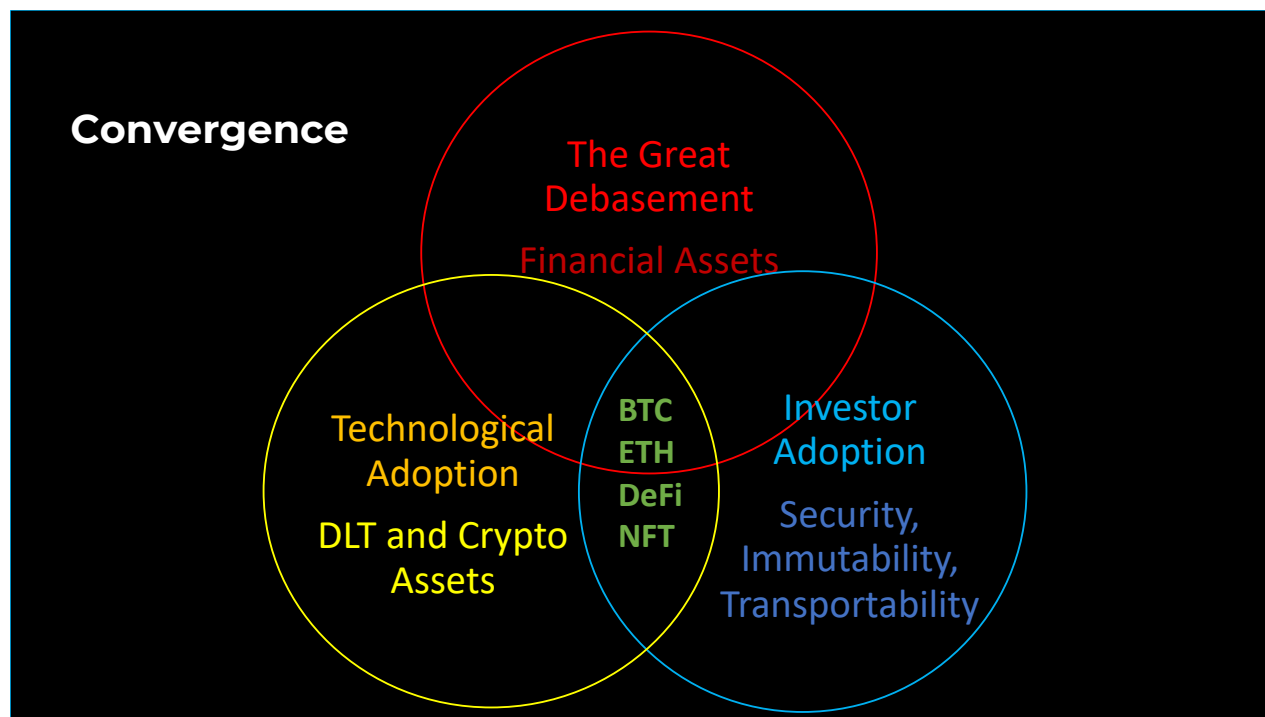 Convergence
The Great
Debasement
Financial Assets
Technological
Adoption
DLT and Crypto
Assets
BTC
ETH
DeFi
NFT
Investor
Adoption
Security,
Immutability,
Transportability